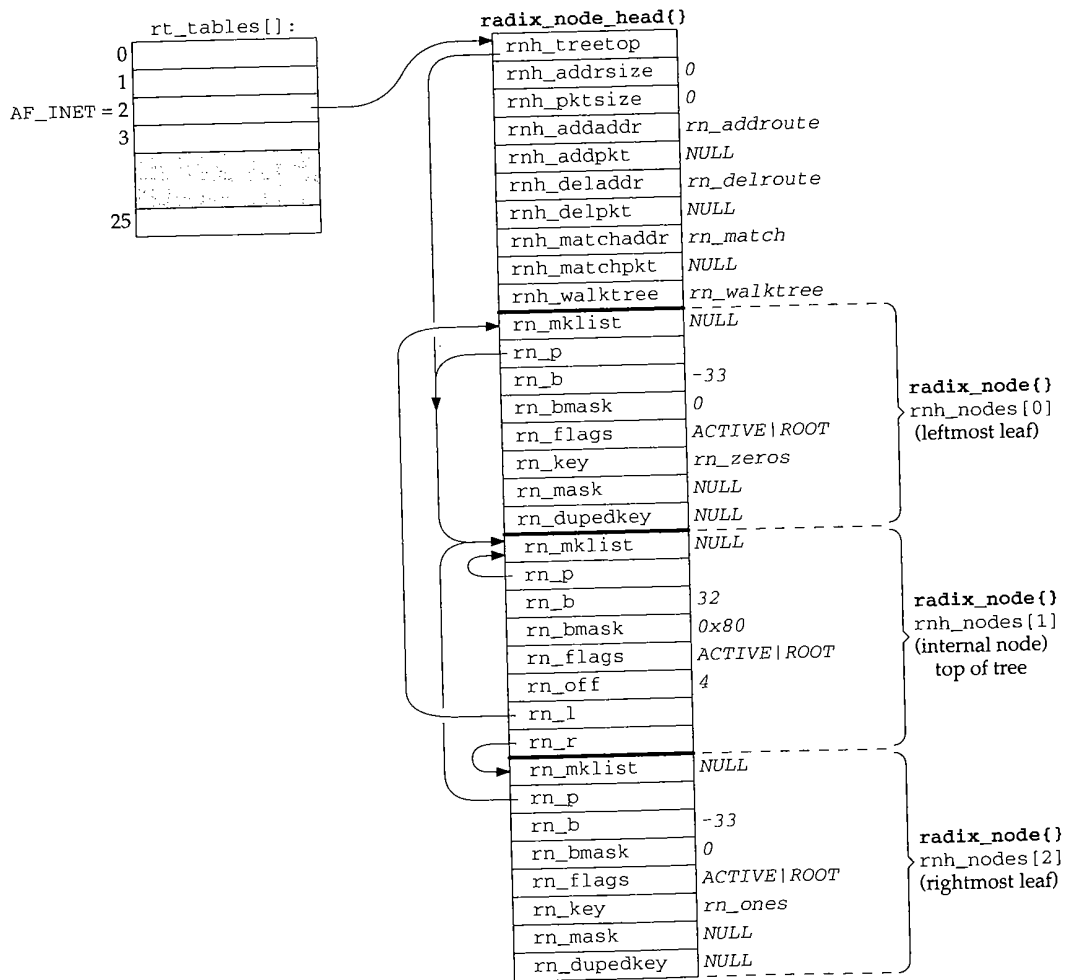 rt_tables[]:
0
1
AF_INET = 2
3
25
radix_node_head{}
rnh_treetop
rnh_addrsize 0
rnh_pktsize 0
rnh_addaddr rn_addroute
rnh_addpkt NULL
rnh_deladdr rn_delroute
rnh_delpkt NULL
rnh_matchaddr rn_match
rnh_matchpkt NULL
rnh_walktree rn_walktree
rn_mklist NULL
rn_p
rn_b -33
rn_bmask 0
rn_flags ACTIVE|ROOT
rn_key rn_zeros
rn_mask NULL
rn_dupedkey NULL
radix_node{}
rnh_nodes[0]
(leftmost leaf)
rn_mklist NULL
rn_p
rn_b 32
rn_bmask 0x80
rn_flags ACTIVE|ROOT
rn_off 4
rn_l
rn_r
radix_node{}
rnh_nodes[1]
(internal node)
top of tree
rn_mklist NULL
rn_p
rn_b -33
rn_bmask 0
rn_flags ACTIVE|ROOT
rn_key rn_ones
rn_mask NULL
rn_dupedkey NULL
radix_node{}
rnh_nodes[2]
(rightmost leaf)